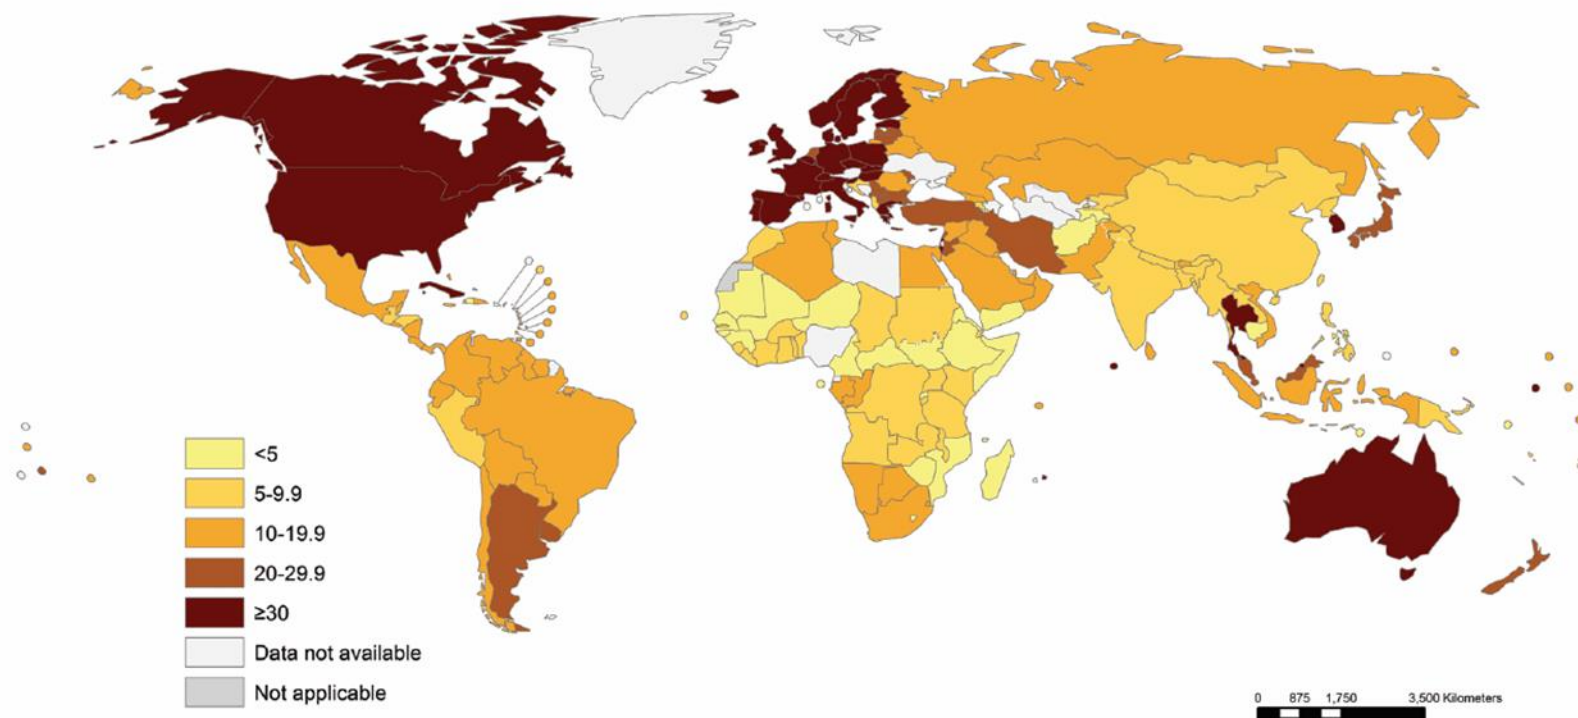 <5
5-9.9
10-19.9
20-29.9
≥30
Data not available
Not applicable
0 875 1,750 3,500 Kilometers